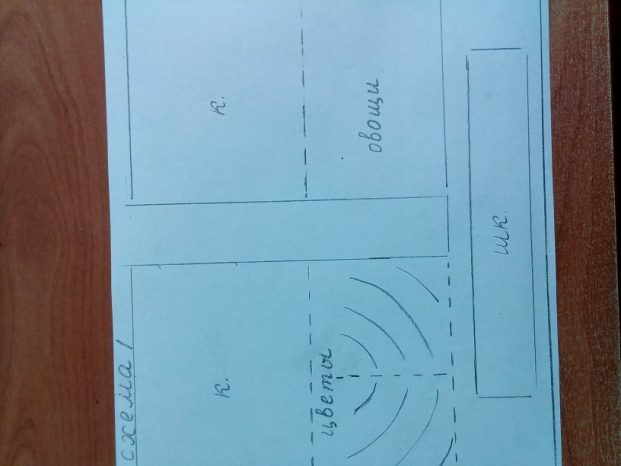 схема 1
к.
к.
цветы
овощи
шк.